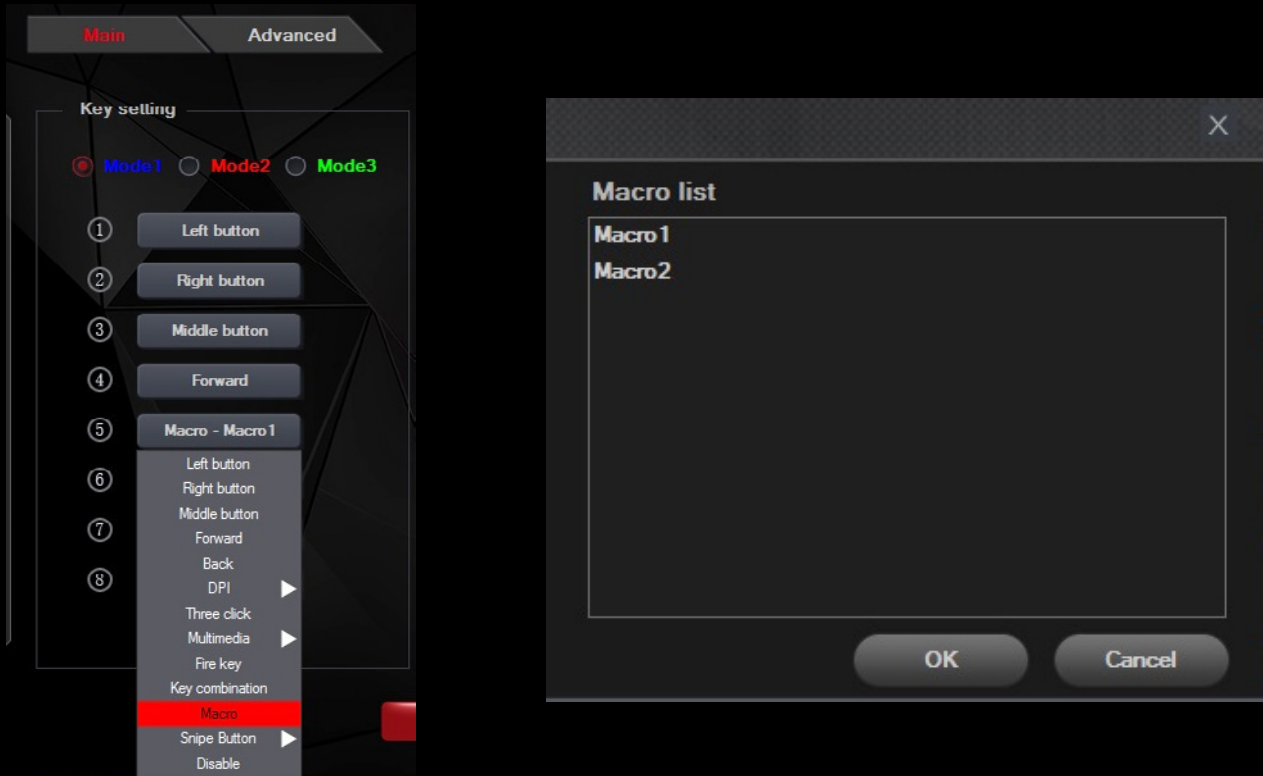 Main Advanced
Key setting
Mode1 Mode2 Mode3
1 Left button
2 Right button
3 Middle button
4 Forward
5 Macro - Macro1
6
7
8
Left button
Right button
Middle button
Forward
Back
DPI
Three click
Multimedia
Fire key
Key combination
Macro
Snipe Button
Disable
X
Macro list
Macro1
Macro2
OK Cancel